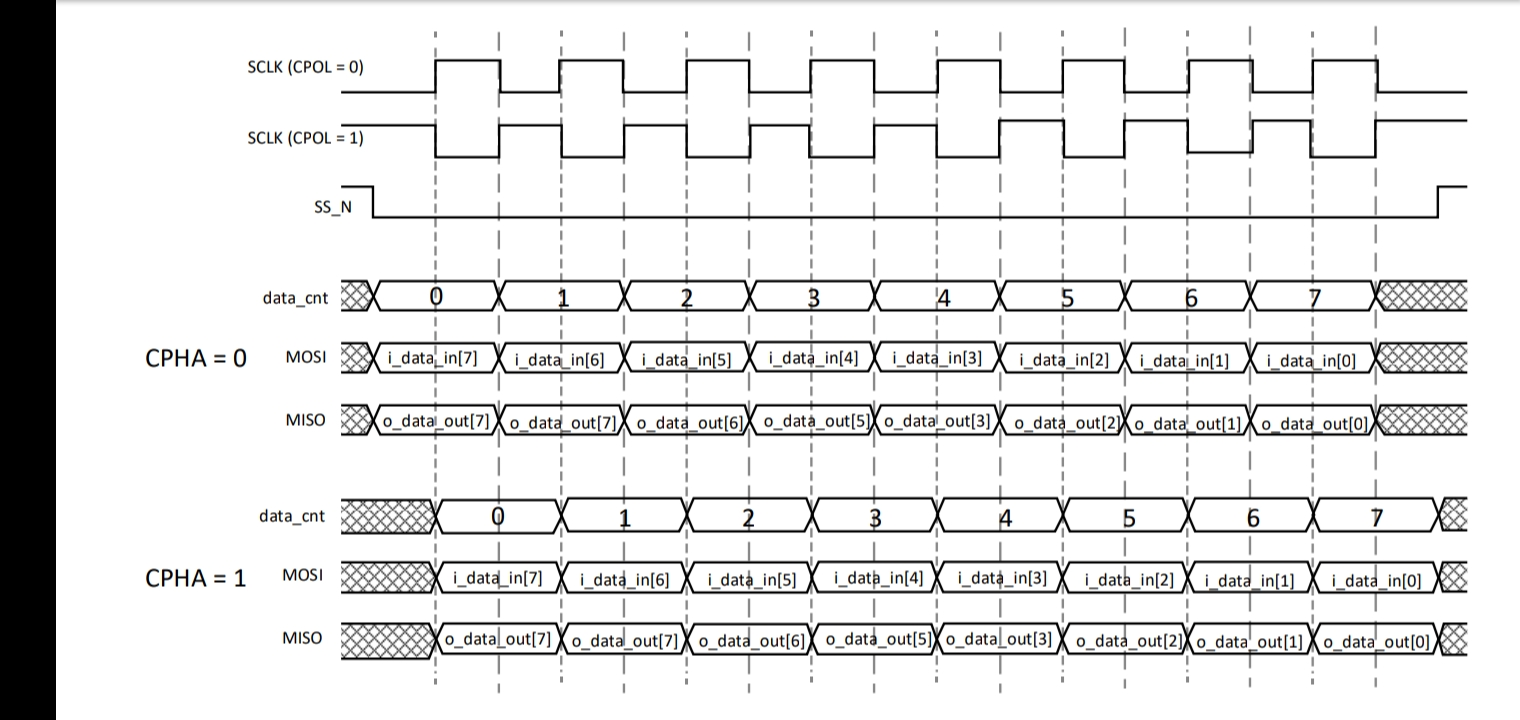 SCLK (CPOL = 0)
SCLK (CPOL = 1)
SS_N
data_cnt 0 1 2 3 4 5 6 7
CPHA = 0 MOSI i_data_in[7] i_data_in[6] i_data_in[5] i_data_in[4] i_data_in[3] i_data_in[2] i_data_in[1] i_data_in[0]
MISO o_data_out[7] o_data_out[7] o_data_out[6] o_data_out[5] o_data_out[3] o_data_out[2] o_data_out[1] o_data_out[0]
data_cnt 0 1 2 3 4 5 6 7
CPHA = 1 MOSI i_data_in[7] i_data_in[6] i_data_in[5] i_data_in[4] i_data_in[3] i_data_in[2] i_data_in[1] i_data_in[0]
MISO o_data_out[7] o_data_out[7] o_data_out[6] o_data_out[5] o_data_out[3] o_data_out[2] o_data_out[1] o_data_out[0]